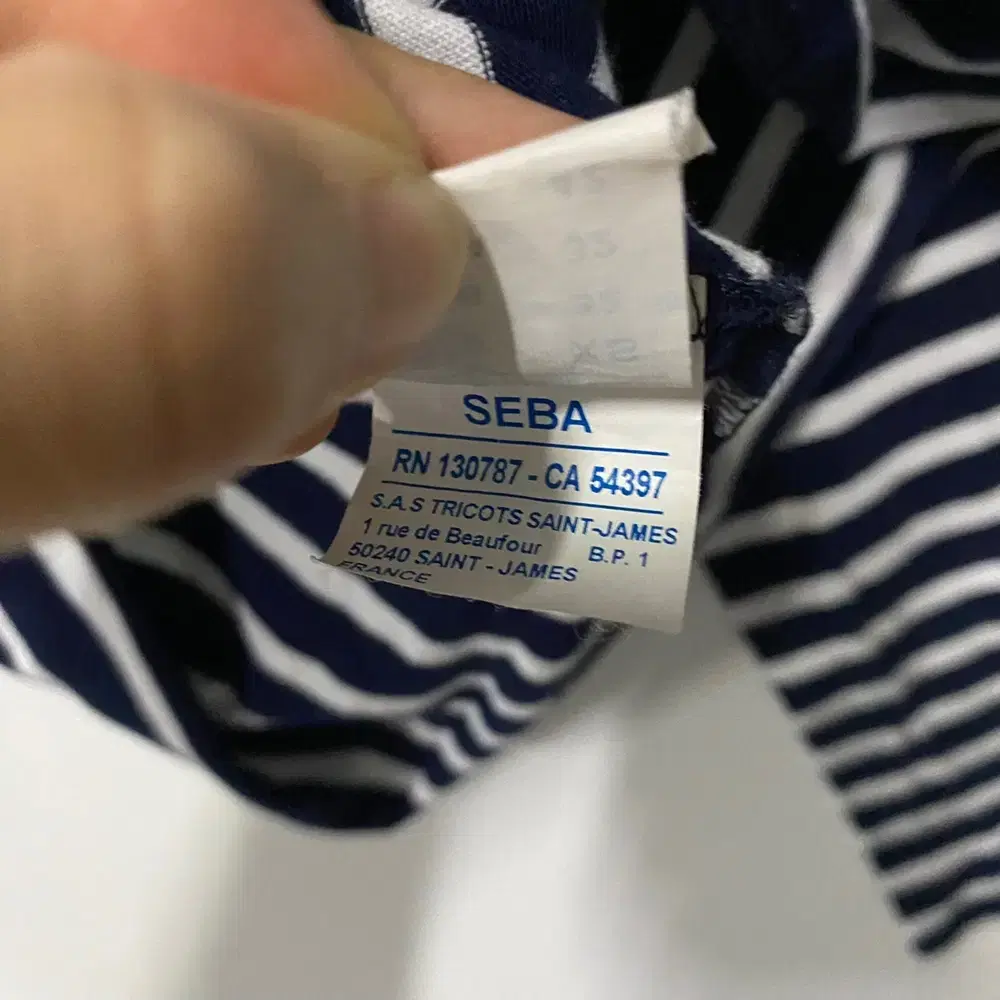 SEBA
RN 130787 - CA 54397
S.A.S TRICOTS SAINT-JAMES
1 rue de Beaufour B.P. 1
50240 SAINT - JAMES
FRANCE